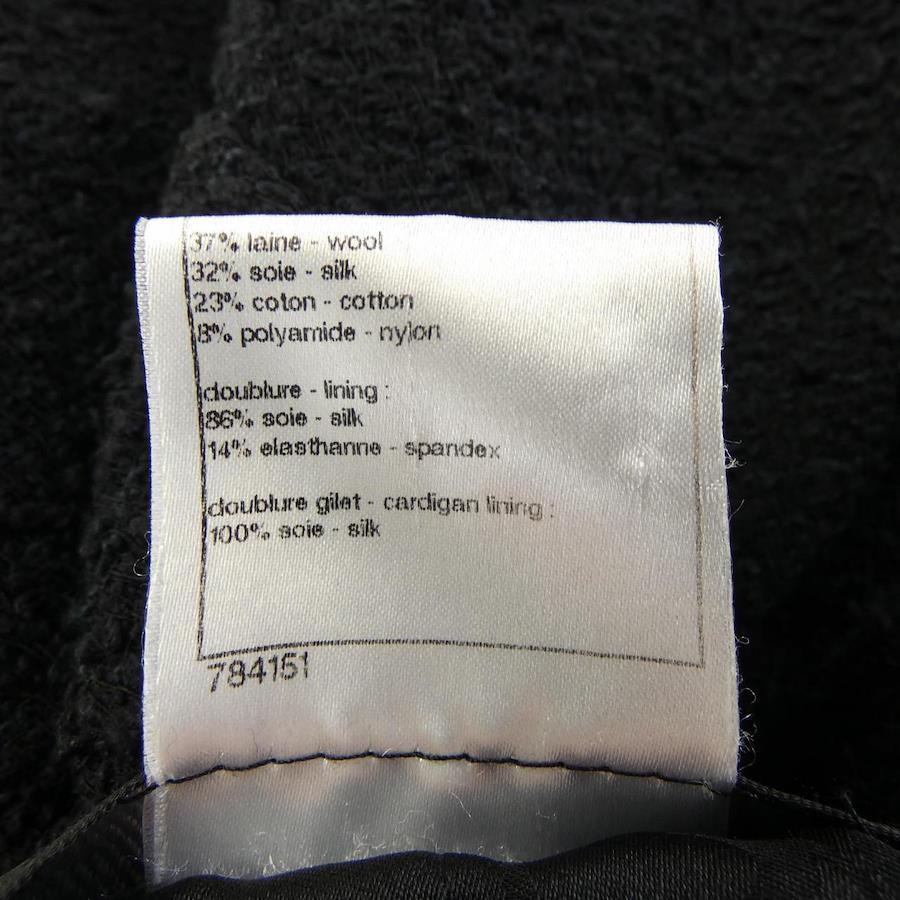 37% laine - wool
32% soie - silk
23% coton - cotton
8% polyamide - nylon
doublure - lining :
86% soie - silk
14% elasthanne - spandex
doublure gilet - cardigan lining :
100% soie - silk
784151